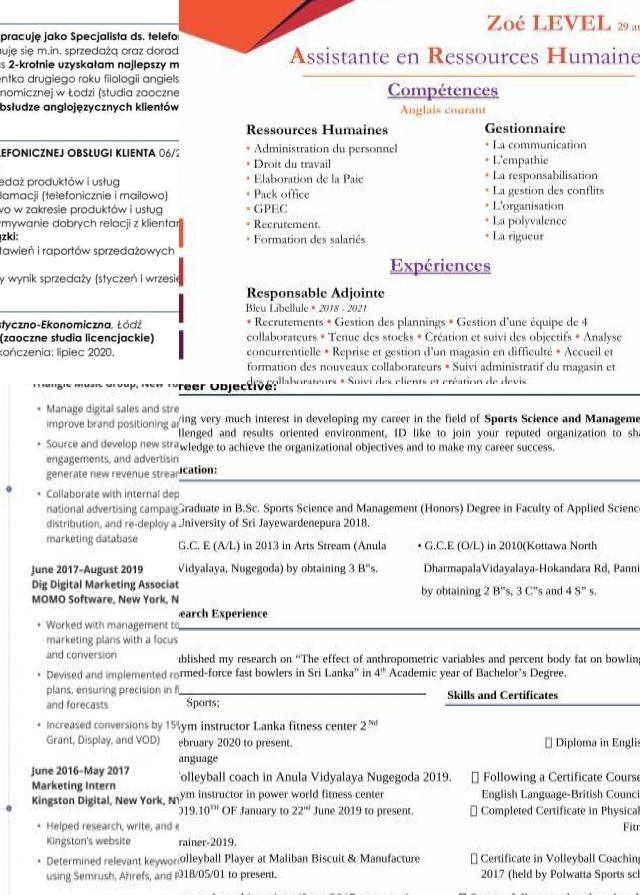 pracuję jako Specjalista ds. telefo
uję się m.in. sprzedażą oraz dorad
s 2-krotnie uzyskałam najlepszy m
entka drugiego roku filologii angiels
nomicznej w Łodzi (studia zaoczne
bsłudze anglojęzycznych klientów
LEFONICZNEJ OBSŁUGI KLIENTA 06/2
edaż produktów i usług
lamacji (telefonicznie i mailowo)
wo w zakresie produktów i usług
ymywanie dobrych relacji z klientar
ązki:
tawień i raportów sprzedażowych
y wynik sprzedaży (styczeń i wrzesie
styczno-Ekonomiczna, Łódź
(zaoczne studia licencjackie)
kończenia: lipiec 2020.
Zoé LEVEL 29 an
Assistante en Ressources Humaine
Compétences
Anglais courant
Ressources Humaines
• Administration du personnel
• Droit du travail
• Elaboration de la Paie
• Pack office
• GPEC
• Recrutement.
• Formation des salariés
Gestionnaire
• La communication
• L'empathie
• La responsabilisation
• La gestion des conflits
• L'organisation
• La polyvalence
• La rigueur
Expériences
Responsable Adjointe
Bleu Libellule • 2018 - 2021
• Recrutements • Gestion des plannings • Gestion d'une équipe de 4
collaborateurs • Tenue des stocks • Création et suivi des objectifs • Analyse
concurrentielle • Reprise et gestion d'un magasin en difficulté • Accueil et
formation des nouveaux collaborateurs • Suivi administratif du magasin et
des collaborateurs • Suivi des clients et création de devis
Triangle Music Group, New Yor
• Manage digital sales and stre
improve brand positioning ar
• Source and develop new stra
engagements, and advertisin
generate new revenue strear
• Collaborate with internal dep
national advertising campaig
distribution, and re-deploy a
marketing database
June 2017–August 2019
Dig Digital Marketing Associat
MOMO Software, New York, N
• Worked with management to
marketing plans with a focus
and conversion
• Devised and implemented ro
plans, ensuring precision in fi
and forecasts
• Increased conversions by 15%
Grant, Display, and VOD)
June 2016–May 2017
Marketing Intern
Kingston Digital, New York, NY
• Helped research, write, and e
Kingston's website
• Determined relevant keywor
using Semrush, Ahrefs, and
reer Objective:
ving very much interest in developing my career in the field of Sports Science and Manageme
llenged and results oriented environment, ID like to join your reputed organization to sha
wledge to achieve the organizational objectives and to make my career success.
ucation:
Graduate in B.Sc. Sports Science and Management (Honors) Degree in Faculty of Applied Science
University of Sri Jayewardenepura 2018.
G.C. E (A/L) in 2013 in Arts Stream (Anula
Vidyalaya, Nugegoda) by obtaining 3 B"s.
• G.C.E (O/L) in 2010(Kottawa North
DharmapalaVidyalaya-Hokandara Rd, Panni
by obtaining 2 B"s, 3 C"s and 4 S" s.
earch Experience
ublished my research on “The effect of anthropometric variables and percent body fat on bowling
rmed-force fast bowlers in Sri Lanka” in 4th Academic year of Bachelor’s Degree.
Sports;
ym instructor Lanka fitness center 2 Nd
ebruary 2020 to present.
anguage
olleyball coach in Anula Vidyalaya Nugegoda 2019.
ym instructor in power world fitness center
019.10TH OF January to 22nd June 2019 to present.
rainer-2019.
olleyball Player at Maliban Biscuit & Manufacture
018/05/01 to present.
Skills and Certificates
Diploma in Englis
Following a Certificate Course
English Language-British Counci
Completed Certificate in Physical
Fitr
Certificate in Volleyball Coaching
2017 (held by Polwatta Sports sc